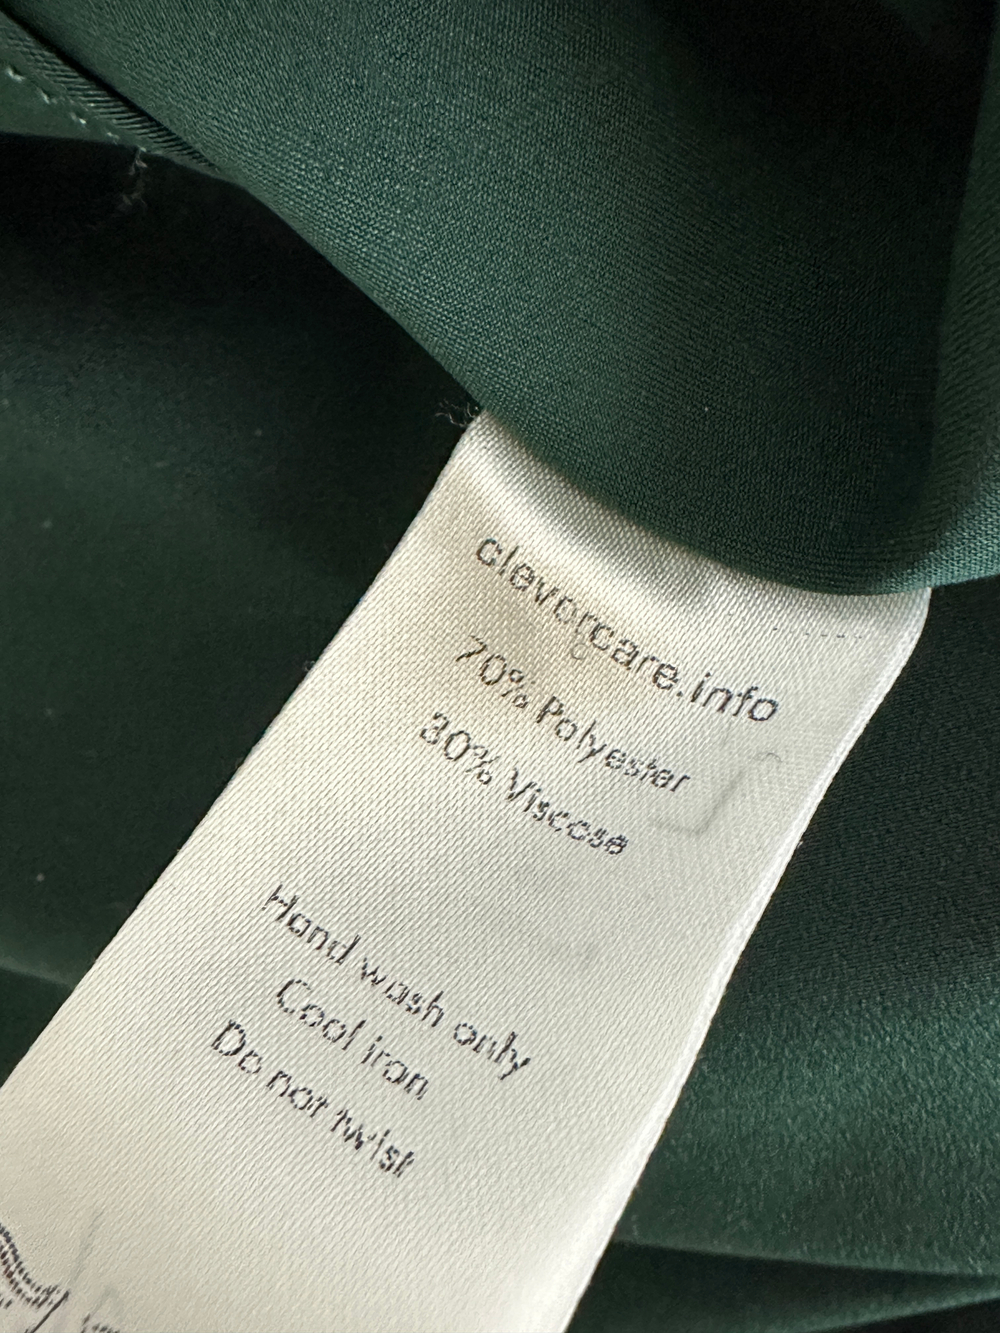 clevercare.info
70% Polyester
30% Viscose
Hand wash only
Cool iron
Do not twist